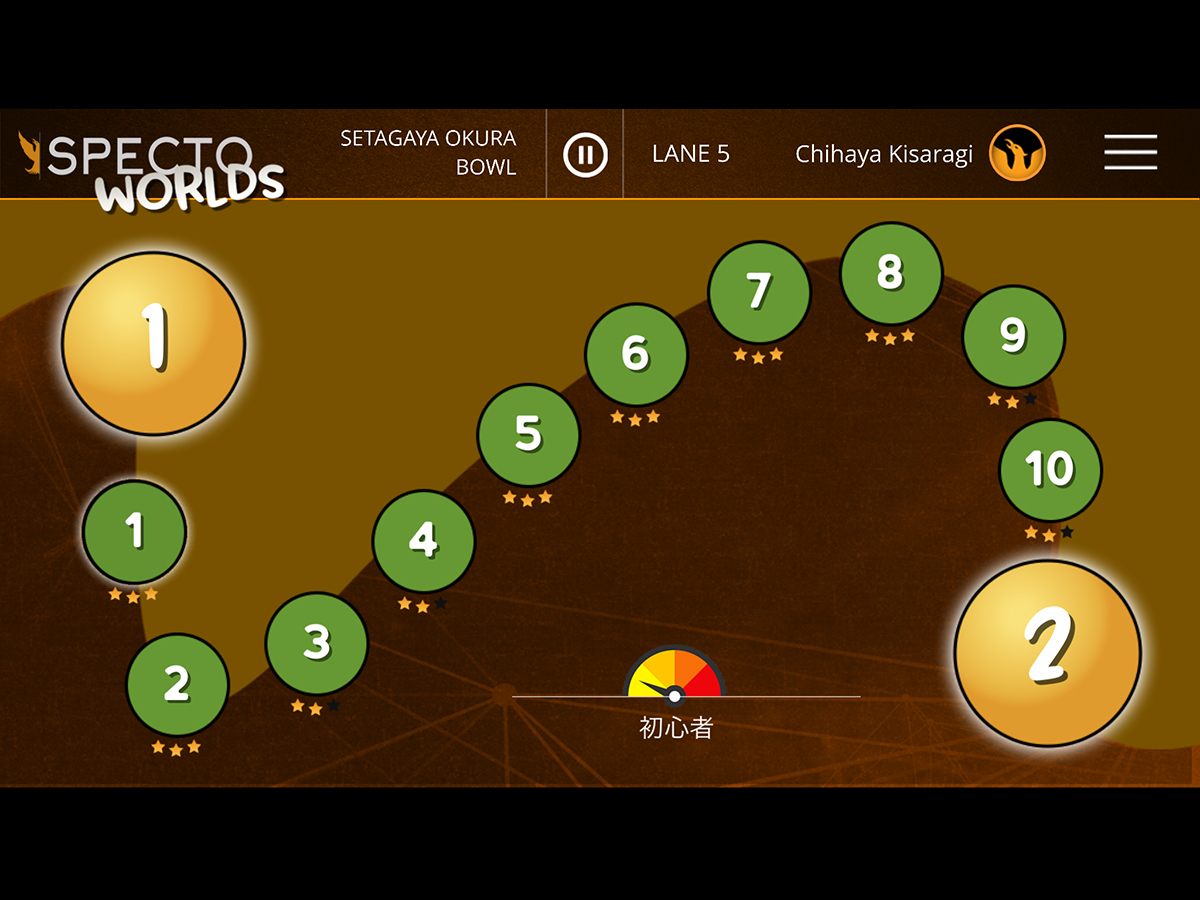 SPECTO
WORLDS
SETAGAYA OKURA
BOWL
LANE 5
Chihaya Kisaragi
1
1
2
3
4
5
6
7
8
9
10
2
初心者